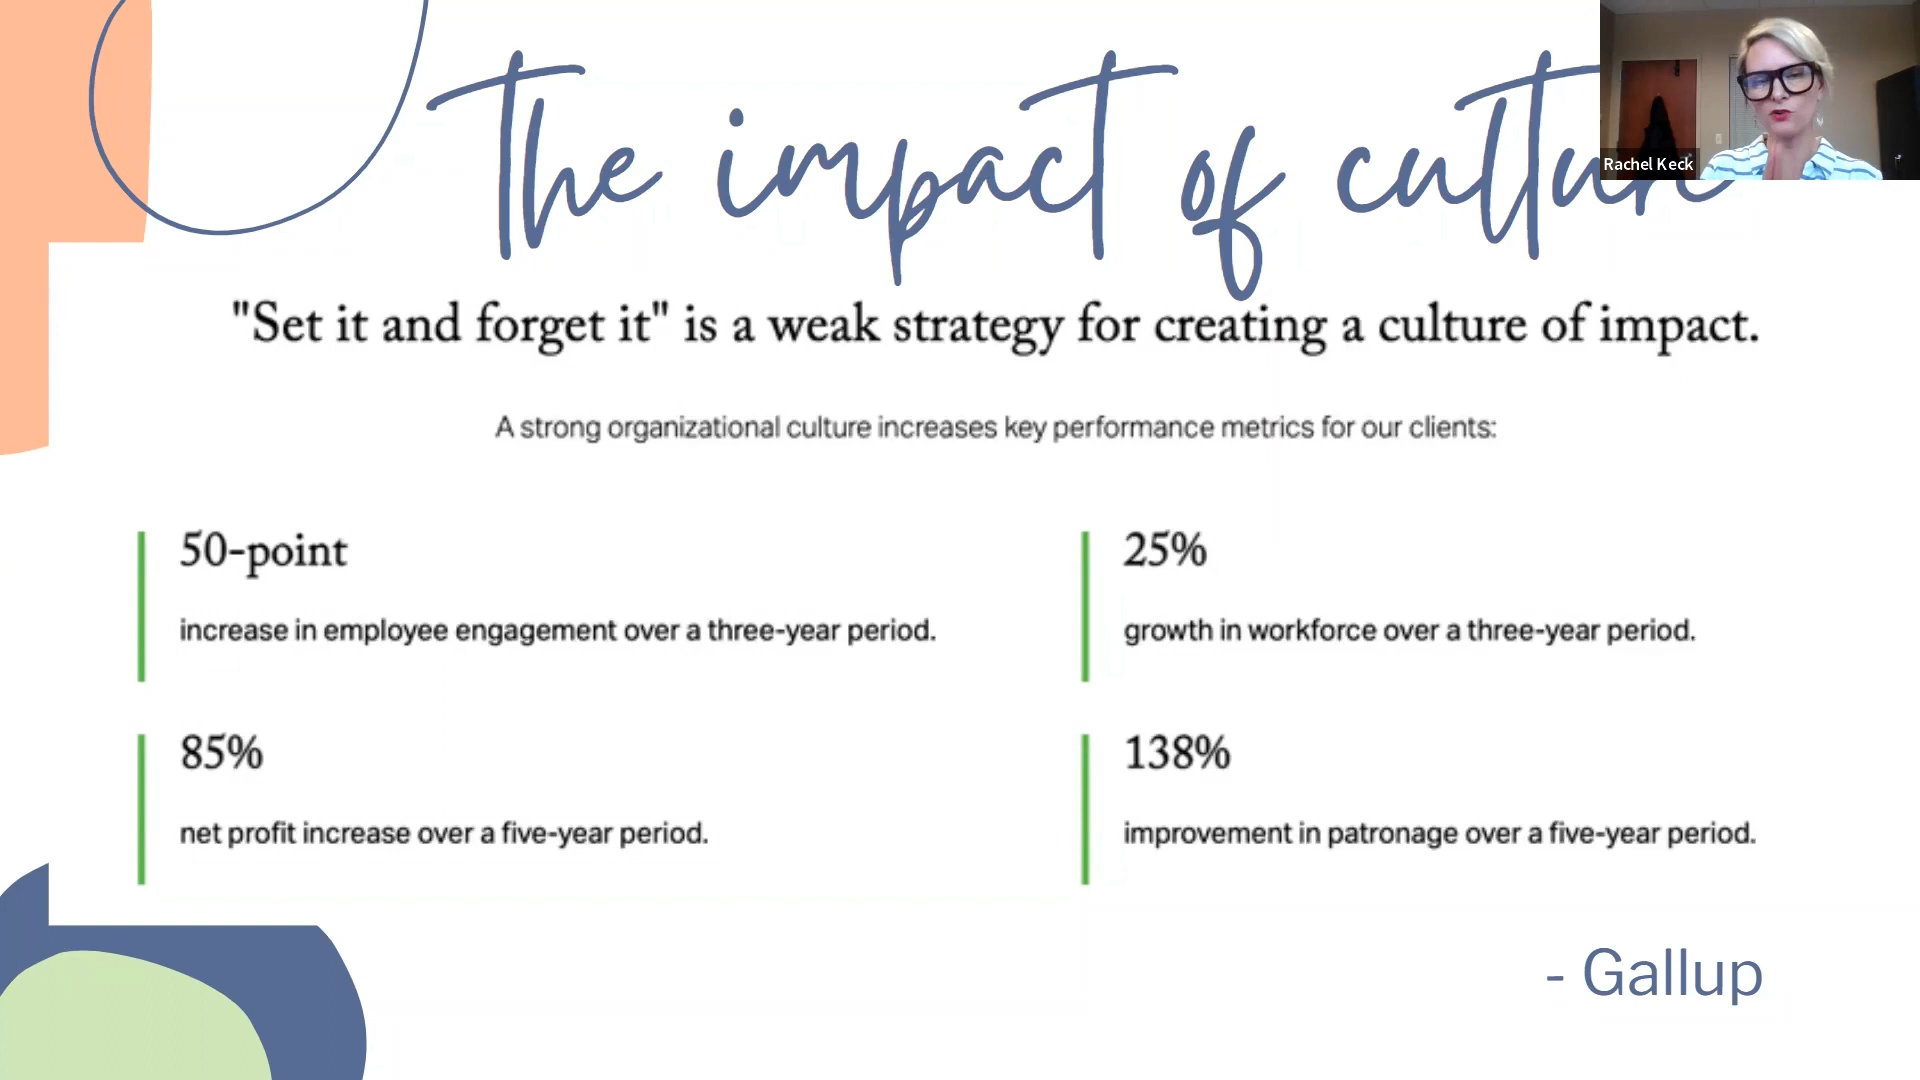 The impact of cultur
Rachel Keck
"Set it and forget it" is a weak strategy for creating a culture of impact.
A strong organizational culture increases key performance metrics for our clients:
50-point
increase in employee engagement over a three-year period.
25%
growth in workforce over a three-year period.
85%
net profit increase over a five-year period.
138%
improvement in patronage over a five-year period.
- Gallup